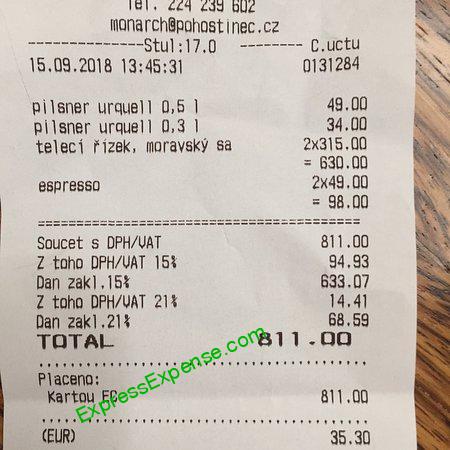 Tel. 224 239 602
monarch@pohostinec.cz
--------------Stul:17.0 -------- C.uctu
15.09.2018 13:45:31 0131284
pilsner urquell 0,5 l 49.00
pilsner urquell 0,3 l 34.00
telecí řízek, moravský sa 2x315.00
= 630.00
espresso 2x49.00
= 98.00
========================================
Soucet s DPH/VAT 811.00
Z toho DPH/VAT 15% 94.93
Dan zakl.15% 633.07
Z toho DPH/VAT 21% 14.41
Dan zakl.21% 68.59
TOTAL 811.00
Placeno:
Kartou EC 811.00
ExpressExpense.com
(EUR) 35.30